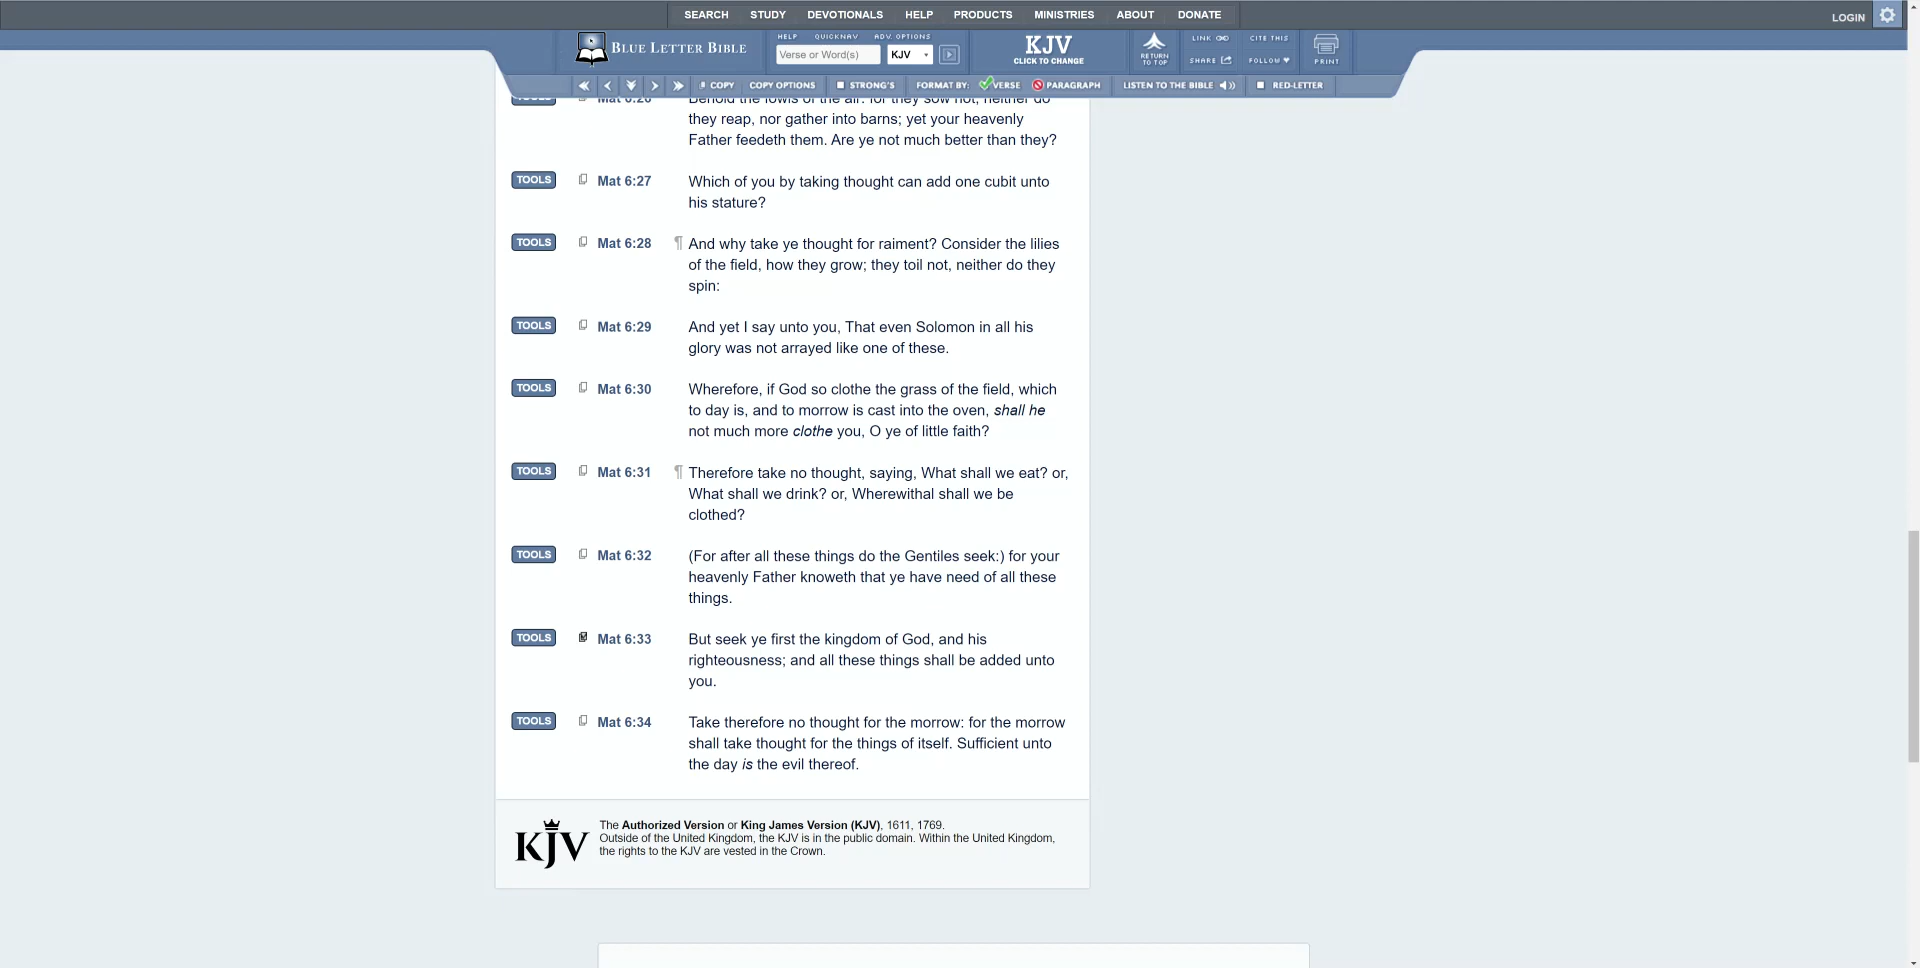 SEARCH STUDY DEVOTIONALS HELP PRODUCTS MINISTRIES ABOUT DONATE
LOGIN
BLUE LETTER BIBLE
HELP QUICKNAV ADV. OPTIONS
Verse or Word(s) KJV
KJV
CLICK TO CHANGE
RETURN
TO TOP
LINK CITE THIS
SHARE FOLLOW
PRINT
COPY COPY OPTIONS STRONG'S FORMAT BY: VERSE PARAGRAPH LISTEN TO THE BIBLE RED-LETTER
TOOLS Mat 6:26 Behold the fowls of the air: for they sow not, neither do
they reap, nor gather into barns; yet your heavenly
Father feedeth them. Are ye not much better than they?
TOOLS Mat 6:27 Which of you by taking thought can add one cubit unto
his stature?
TOOLS Mat 6:28 ¶ And why take ye thought for raiment? Consider the lilies
of the field, how they grow; they toil not, neither do they
spin:
TOOLS Mat 6:29 And yet I say unto you, That even Solomon in all his
glory was not arrayed like one of these.
TOOLS Mat 6:30 Wherefore, if God so clothe the grass of the field, which
to day is, and to morrow is cast into the oven, shall he
not much more clothe you, O ye of little faith?
TOOLS Mat 6:31 ¶ Therefore take no thought, saying, What shall we eat? or,
What shall we drink? or, Wherewithal shall we be
clothed?
TOOLS Mat 6:32 (For after all these things do the Gentiles seek:) for your
heavenly Father knoweth that ye have need of all these
things.
TOOLS Mat 6:33 But seek ye first the kingdom of God, and his
righteousness; and all these things shall be added unto
you.
TOOLS Mat 6:34 Take therefore no thought for the morrow: for the morrow
shall take thought for the things of itself. Sufficient unto
the day is the evil thereof.
KJV
The Authorized Version or King James Version (KJV), 1611, 1769.
Outside of the United Kingdom, the KJV is in the public domain. Within the United Kingdom,
the rights to the KJV are vested in the Crown.